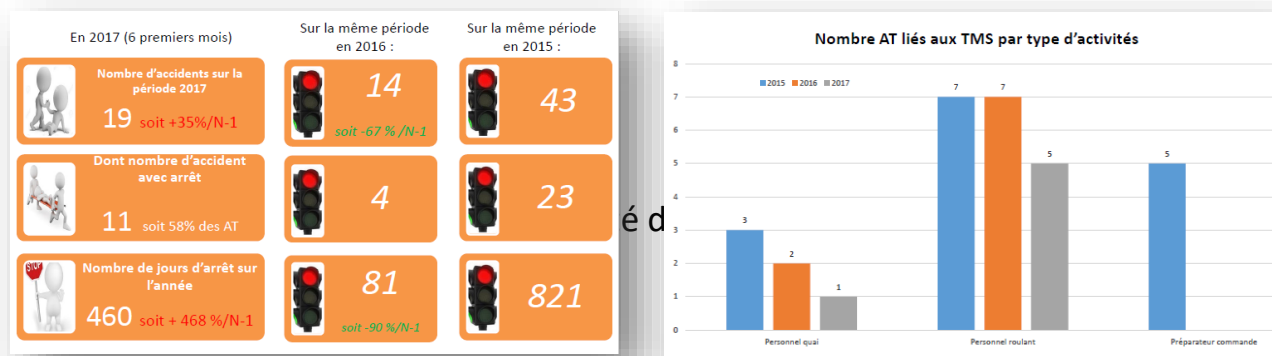 En 2017 (6 premiers mois)
Sur la même période
en 2016 :
Sur la même période
en 2015 :
Nombre d'accidents sur la
période 2017
19 soit +35%/N-1
14
soit -67 % /N-1
43
Dont nombre d'accident
avec arrêt
11 soit 58% des AT
4
23
STOP
Nombre de jours d'arrêt sur
l'année
460 soit + 468 %/N-1
81
soit -90 %/N-1
821
é d
Nombre AT liés aux TMS par type d'activités
2015 2016 2017
8
7
6
5
4
3
2
1
0
3
2
1
7
7
5
5
Personnel quai
Personnel roulant
Préparateur commande